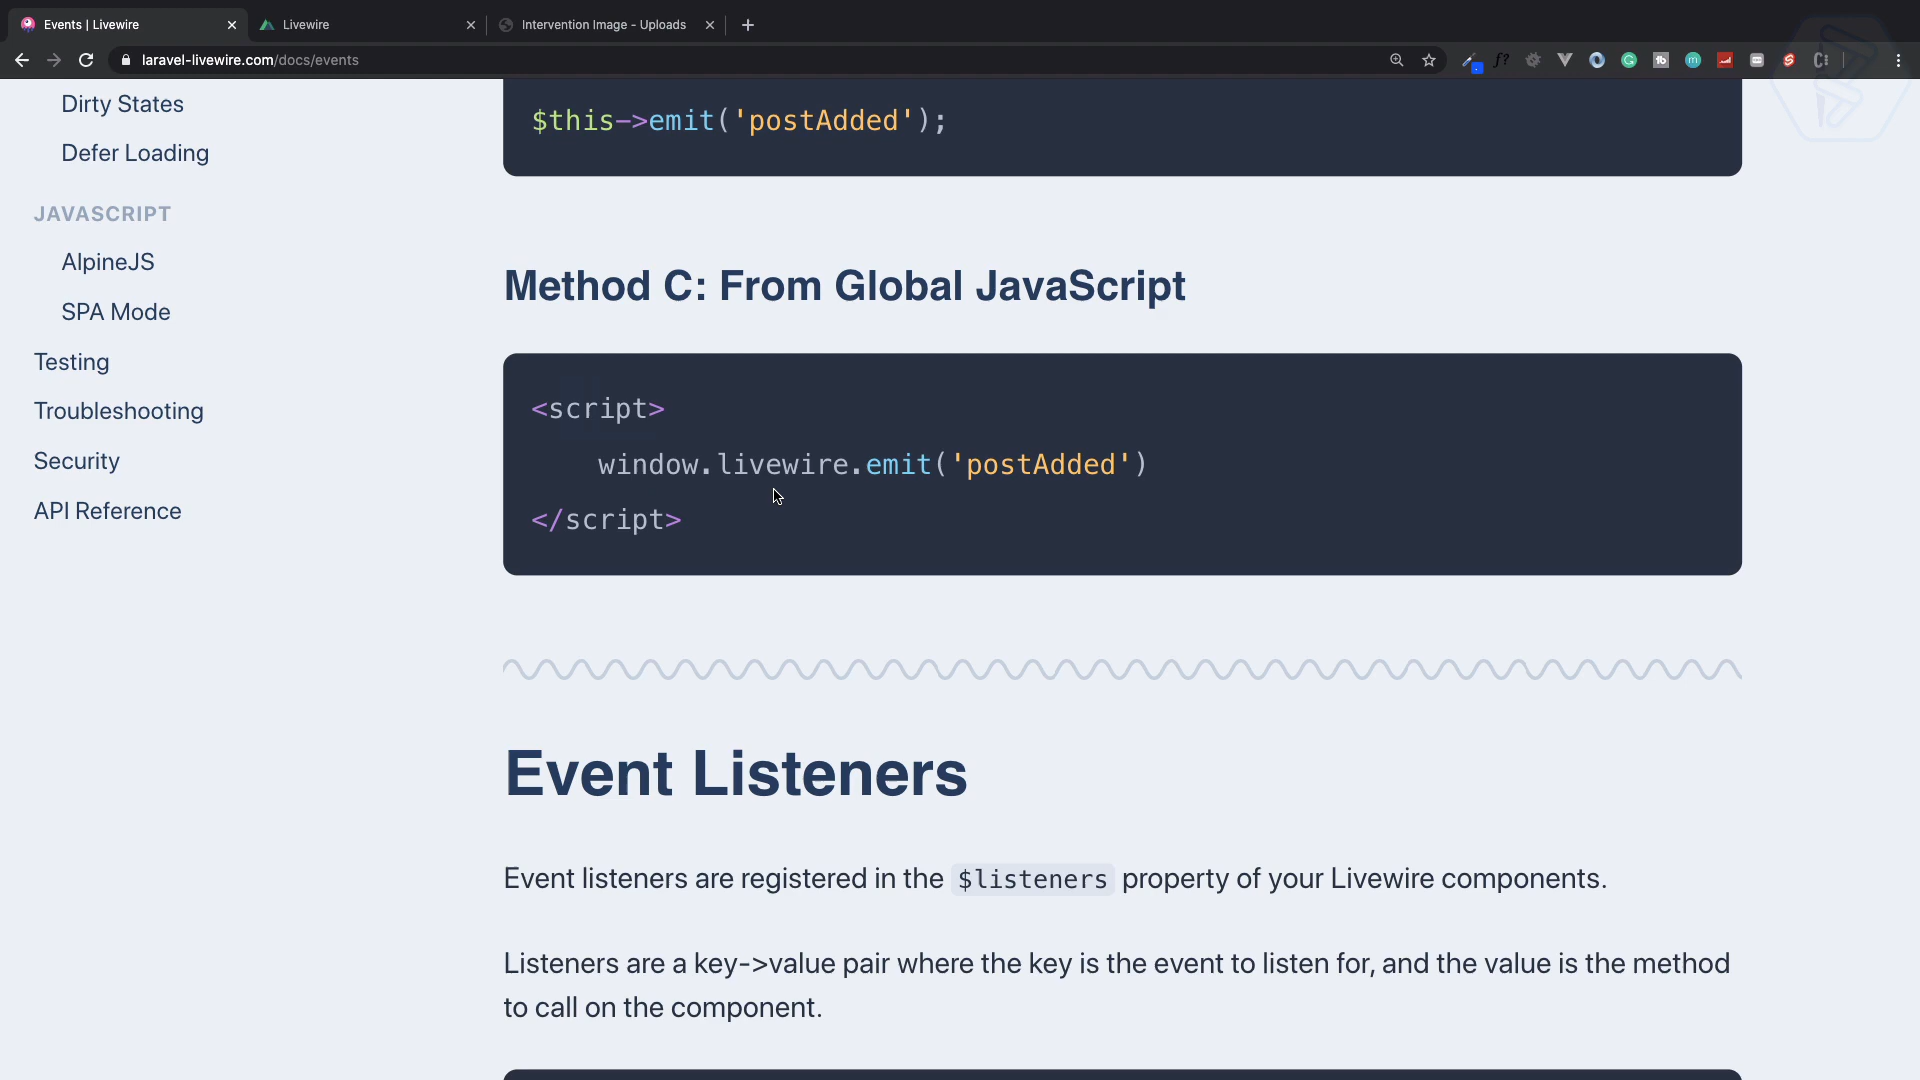 Events | Livewire
Livewire
Intervention Image - Uploads
laravel-livewire.com/docs/events
Dirty States
Defer Loading
JAVASCRIPT
AlpineJS
SPA Mode
Testing
Troubleshooting
Security
API Reference
$this->emit('postAdded');
Method C: From Global JavaScript
<script>
window.livewire.emit('postAdded')
</script>
Event Listeners
Event listeners are registered in the $listeners property of your Livewire components.
Listeners are a key->value pair where the key is the event to listen for, and the value is the method
to call on the component.